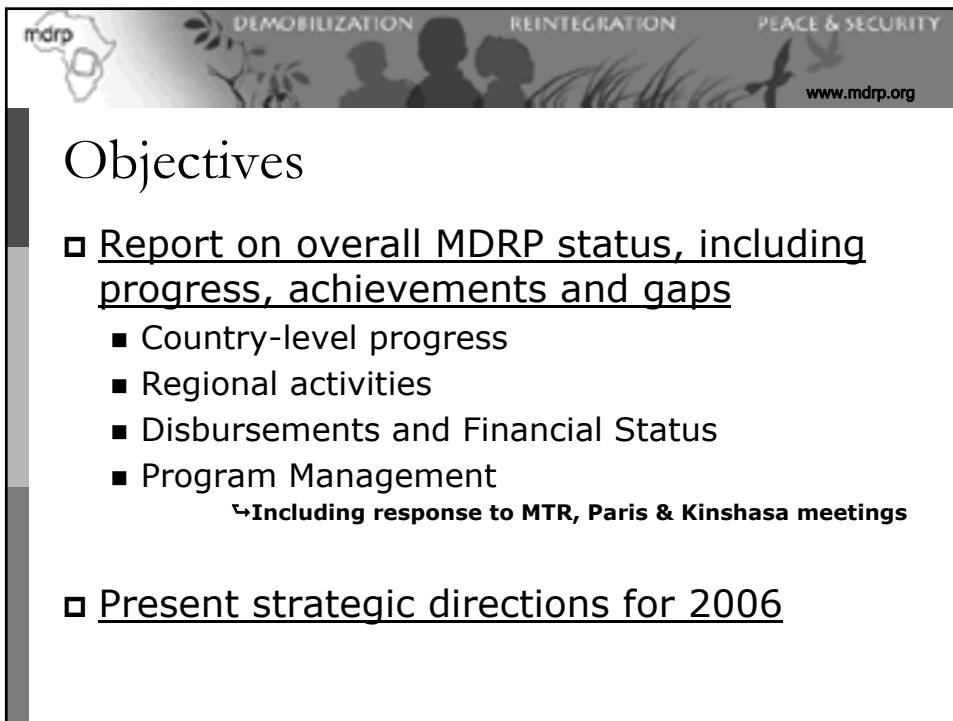 mdrp
DEMOBILIZATION REINTEGRATION PEACE & SECURITY
www.mdrp.org
Objectives
Report on overall MDRP status, including
progress, achievements and gaps
Country-level progress
Regional activities
Disbursements and Financial Status
Program Management
↪Including response to MTR, Paris & Kinshasa meetings
Present strategic directions for 2006